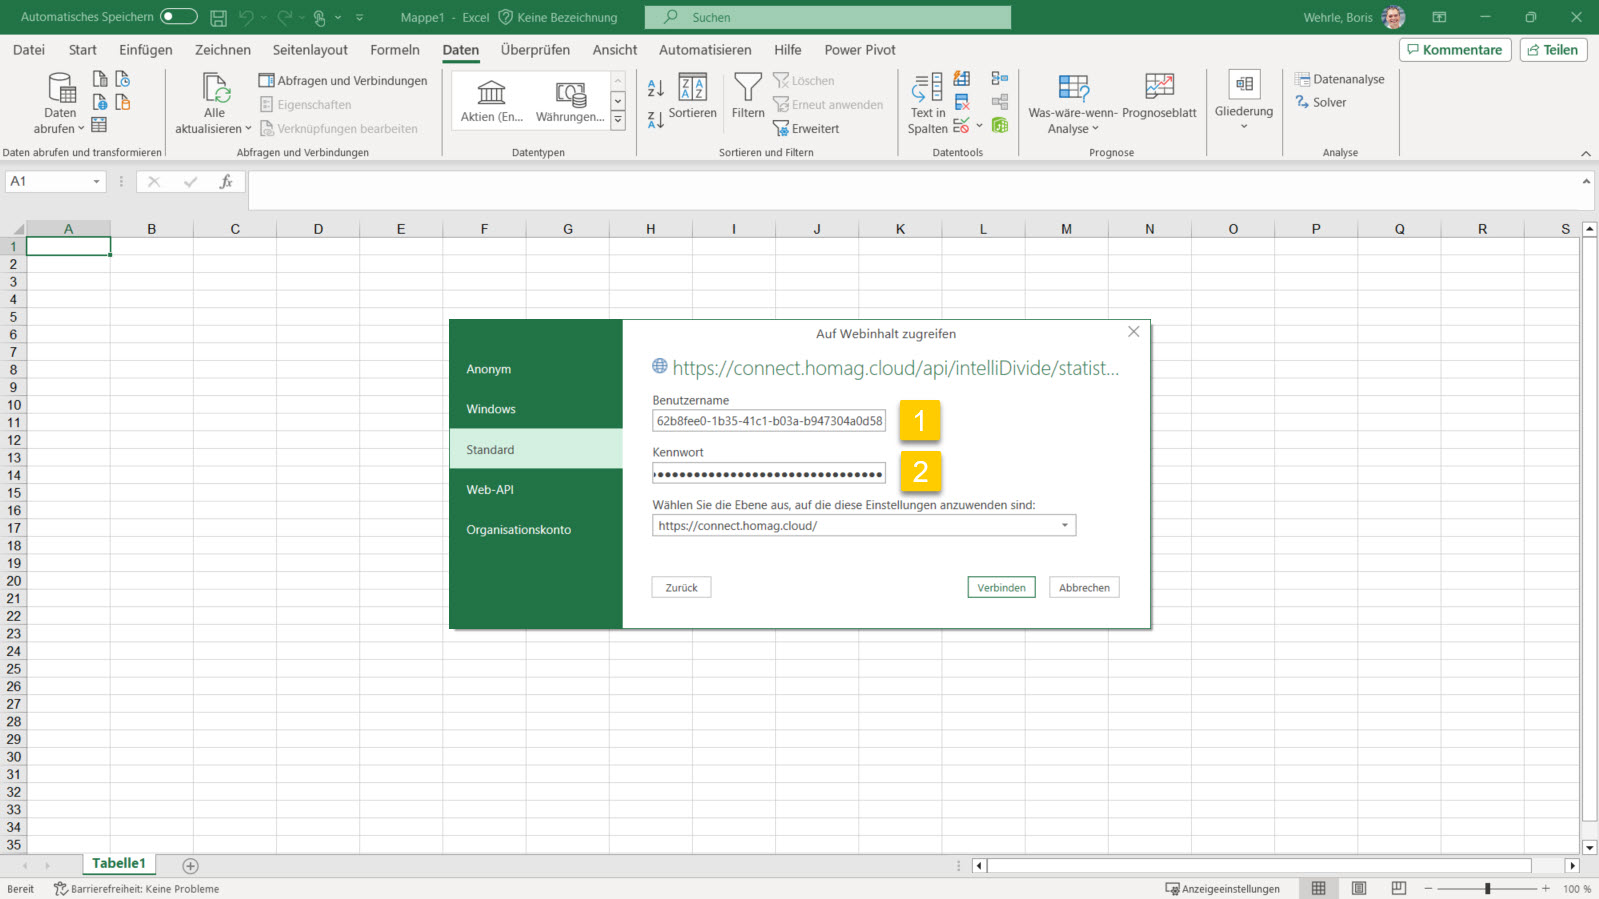 Automatisches Speichern
Mappe1 - Excel
Keine Bezeichnung
Suchen
Wehrle, Boris
Datei Start Einfügen Zeichnen Seitenlayout Formeln Daten Überprüfen Ansicht Automatisieren Hilfe Power Pivot
Kommentare
Teilen
Daten abrufen
Alle aktualisieren
Abfragen und Verbindungen
Eigenschaften
Verknüpfungen bearbeiten
Aktien (En...
Währungen...
Sortieren
Filtern
Löschen
Erneut anwenden
Erweitert
Text in Spalten
Was-wäre-wenn-Analyse
Prognoseblatt
Gliederung
Datenanalyse
Solver
Daten abrufen und transformieren
Abfragen und Verbindungen
Datentypen
Sortieren und Filtern
Datentools
Prognose
Analyse
A1
fx
A B C D E F G H I J K L M N O P Q R S
1
2
3
4
5
6
7
8
9
10
11
12
13
14
15
16
17
18
19
20
21
22
23
24
25
26
27
28
29
30
31
32
33
34
35
Auf Webinhalt zugreifen
Anonym
Windows
Standard
Web-API
Organisationskonto
https://connect.homag.cloud/api/intelliDivide/statist...
Benutzername
62b8fee0-1b35-41c1-b03a-b947304a0d58
1
Kennwort
2
Wählen Sie die Ebene aus, auf die diese Einstellungen anzuwenden sind:
https://connect.homag.cloud/
Zurück
Verbinden
Abbrechen
Tabelle1
Bereit
Barrierefreiheit: Keine Probleme
Anzeigeeinstellungen
100 %